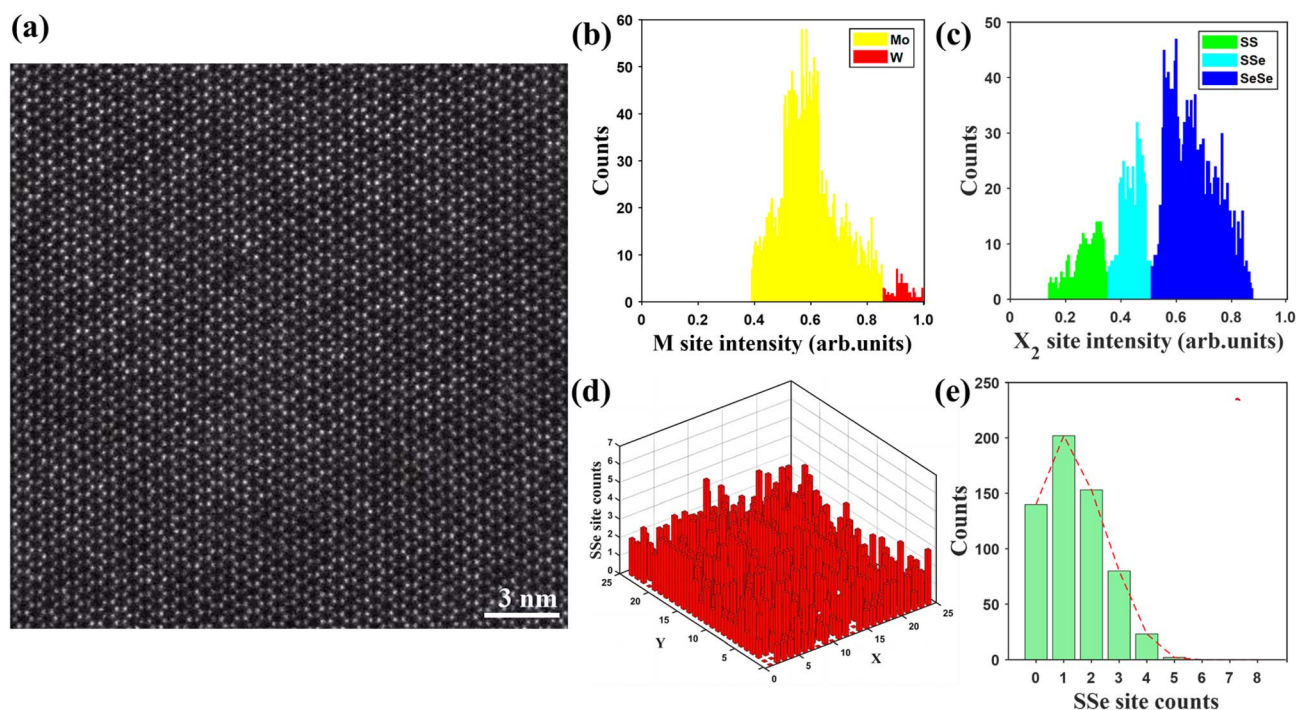 (a)
3 nm
(b)
60
50
40
30
20
10
0
Counts
0
0.2
0.4
0.6
0.8
1.0
M site intensity (arb.units)
Mo
W
(c)
50
40
30
20
10
0
Counts
0
0.2
0.4
0.6
0.8
1.0
X2 site intensity (arb.units)
SS
SSe
SeSe
(d)
7
6
5
4
3
2
1
0
SSe site counts
25
20
15
10
5
0
Y
5
10
15
20
25
X
(e)
250
200
150
100
50
0
Counts
0 1 2 3 4 5 6 7 8
SSe site counts